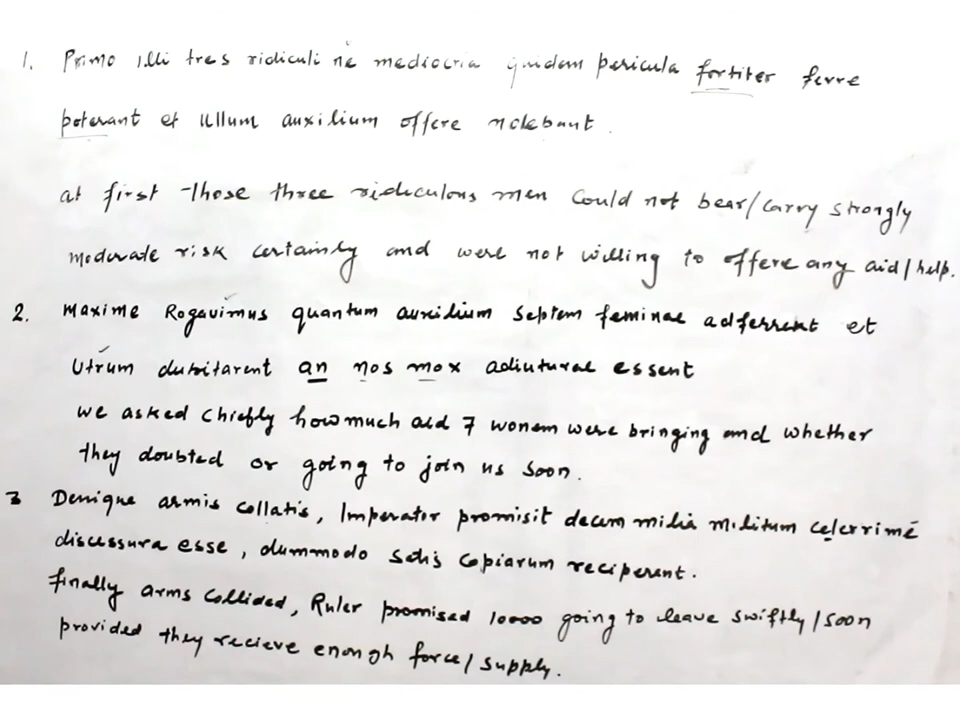 1. Primo illi tres ridiculi nē mediocria quidem pericula fortiter ferre
poterant et ullum auxilium offere nolebant.
at first those three ridiculous men could not bear/carry strongly
moderate risk certainly and were not willing to offere any aid/help.
2. Maxime Rogavimus quantum auxilium septem feminae adferrent et
Utrum dubitarent an nos mox adiuturae essent
we asked chiefly how much aid 7 wonem were bringing and whether
they doubted or going to join us soon.
3 Denique armis collatis, Imperator promisit decem milia militum celerrimē
discessura esse, dummodo satis copiarum reciperent.
finally arms collided, Ruler promised 10000 going to leave swiftly/soon
provided they recieve enough force/supply.